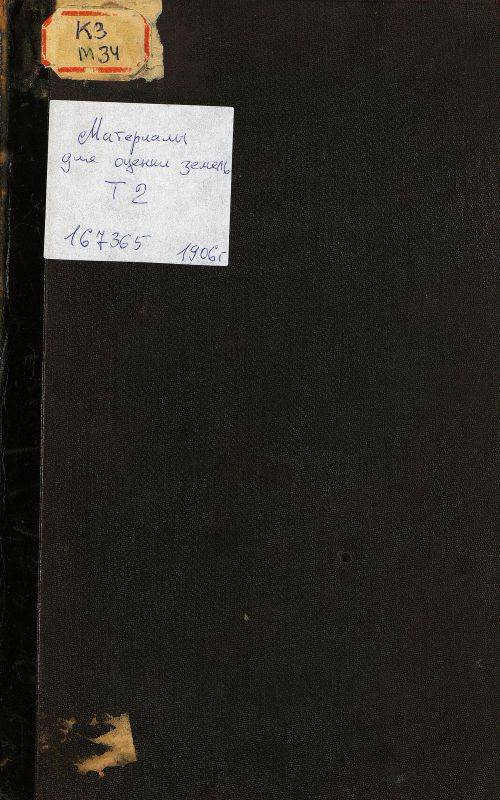 К3
М34
Материалы
для оценки земель
Т 2
167365 1906г